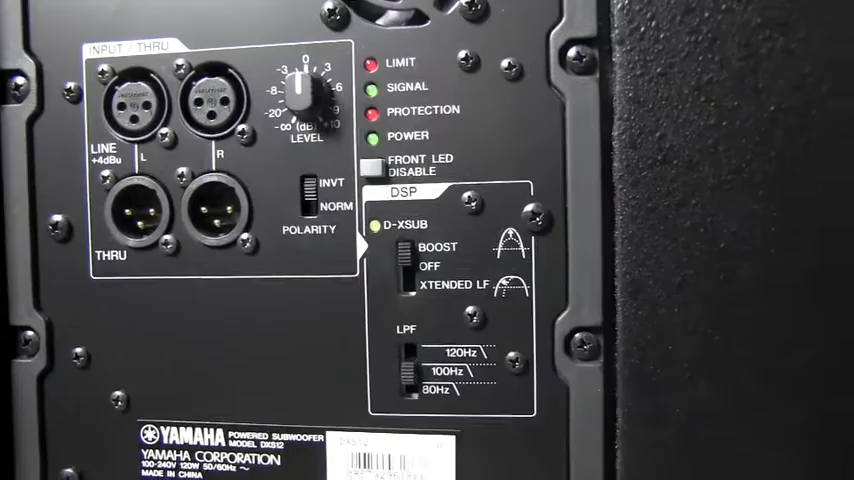 INPUT / THRU
LINE
+4dBu
L
R
THRU
0
-3
3
-8
6
-20
9
-∞
(dB)
+10
LEVEL
INVT
NORM
POLARITY
LIMIT
SIGNAL
PROTECTION
POWER
FRONT LED
DISABLE
DSP
D-XSUB
BOOST
OFF
XTENDED LF
LPF
120Hz
100Hz
80Hz
YAMAHA POWERED SUBWOOFER
MODEL DXS12
YAMAHA CORPORATION
100-240V 120W 50/60Hz ~
MADE IN CHINA
DXS12